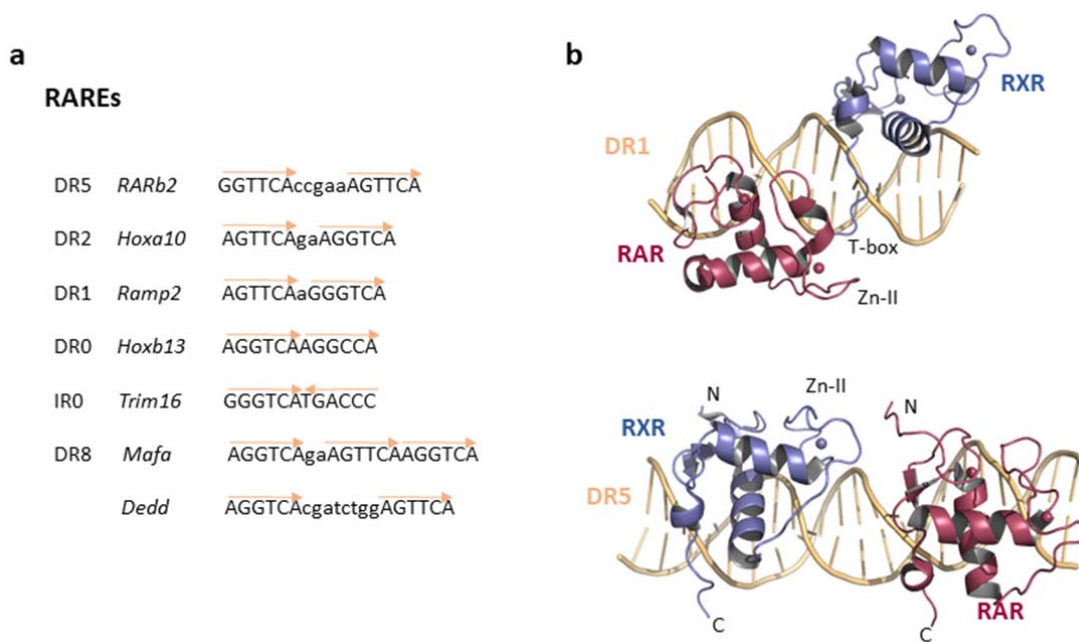 a
RAREs
DR5 RARb2 GGTTCAccgaaAGTTCA
DR2 Hoxa10 AGTTCAgaAGGTCA
DR1 Ramp2 AGTTCAaGGGTCA
DR0 Hoxb13 AGGTCAAGGCCA
IR0 Trim16 GGGTCATGACCC
DR8 Mafa AGGTCAgaAGTTCAAGGTCA
Dedd AGGTCAcgatctggAGTTCA
b
RXR
DR1
RAR
T-box
Zn-II
N
Zn-II
N
RXR
DR5
RAR
C
C